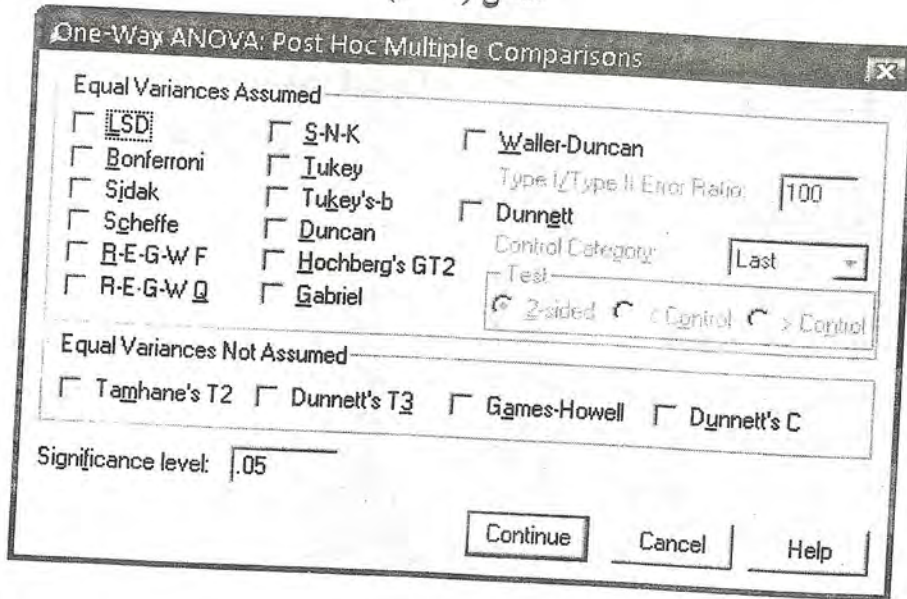 One-Way ANOVA: Post Hoc Multiple Comparisons
Equal Variances Assumed
LSD S-N-K Waller-Duncan
Bonferroni Tukey Type I/Type II Error Ratio: 100
Sidak Tukey's-b Dunnett
Scheffe Duncan Control Category: Last
R-E-G-W F Hochberg's GT2 Test
R-E-G-W Q Gabriel 2-sided < Control > Control
Equal Variances Not Assumed
Tamhane's T2 Dunnett's T3 Games-Howell Dunnett's C
Significance level: .05
Continue Cancel Help